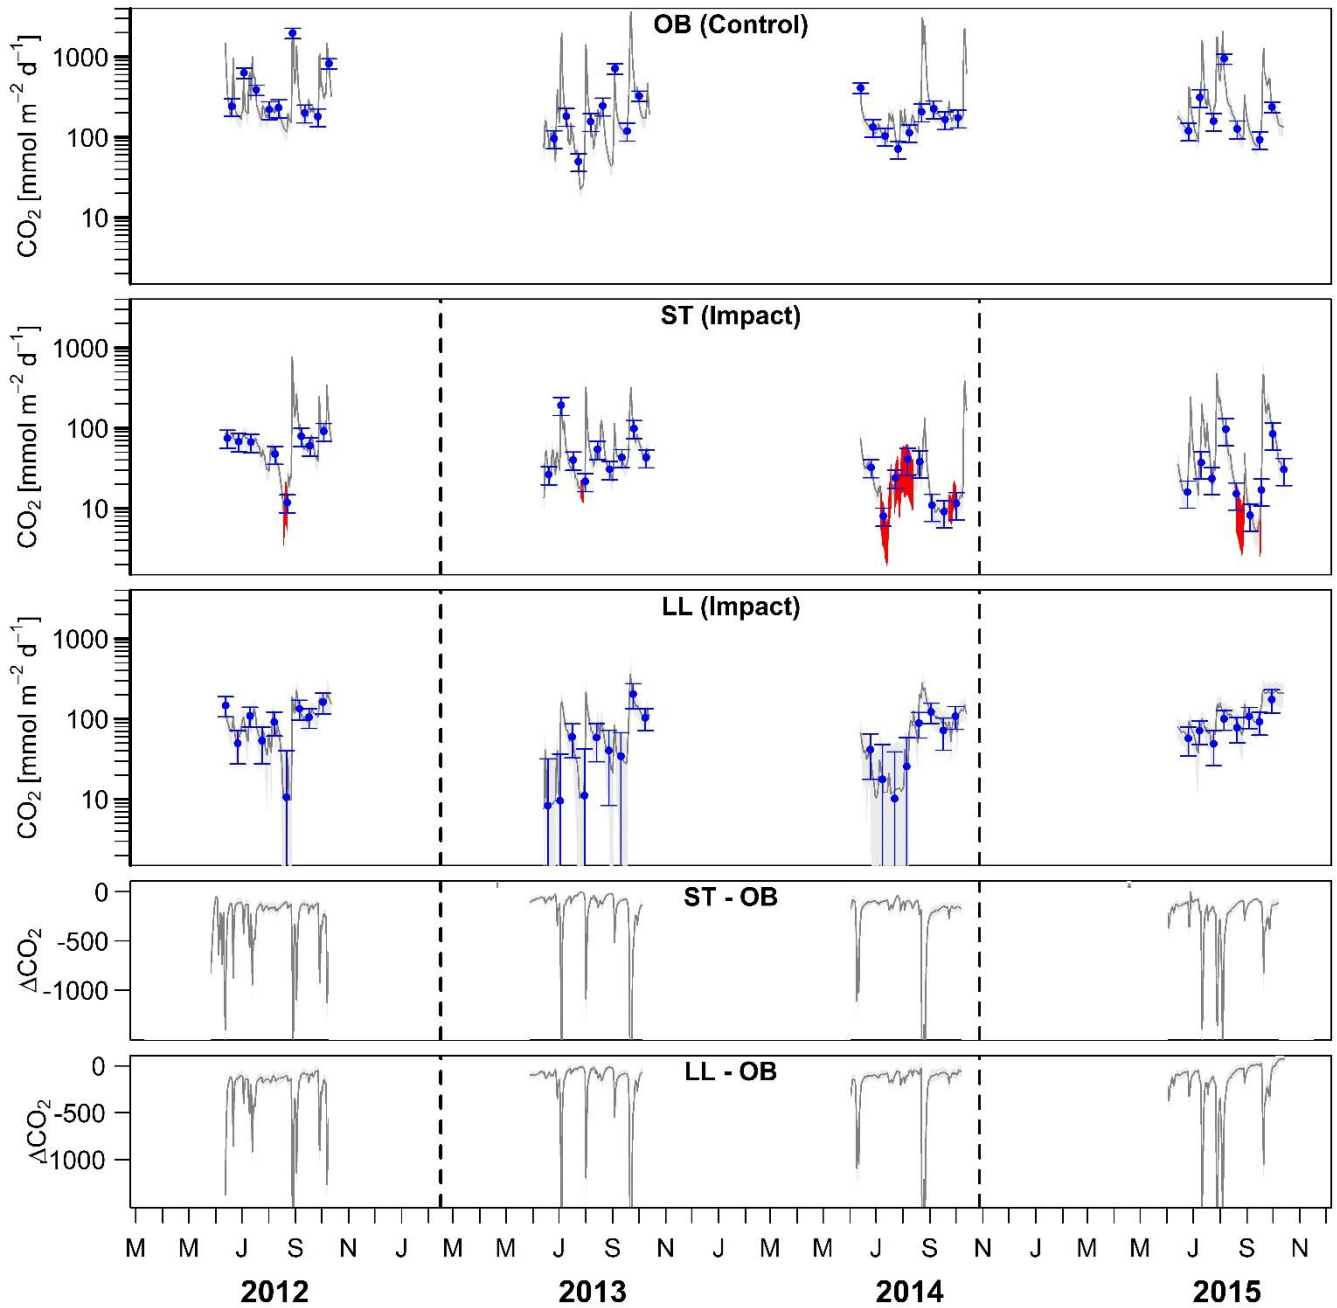 OB (Control)
CO₂ [mmol m⁻² d⁻¹]
1000
100
10
ST (Impact)
CO₂ [mmol m⁻² d⁻¹]
1000
100
10
LL (Impact)
CO₂ [mmol m⁻² d⁻¹]
1000
100
10
ST - OB
ΔCO₂
0
-500
-1000
LL - OB
ΔCO₂
0
-500
-1000
M M J S N J M M J S N J M M J S N J M M J S N
2012 2013 2014 2015